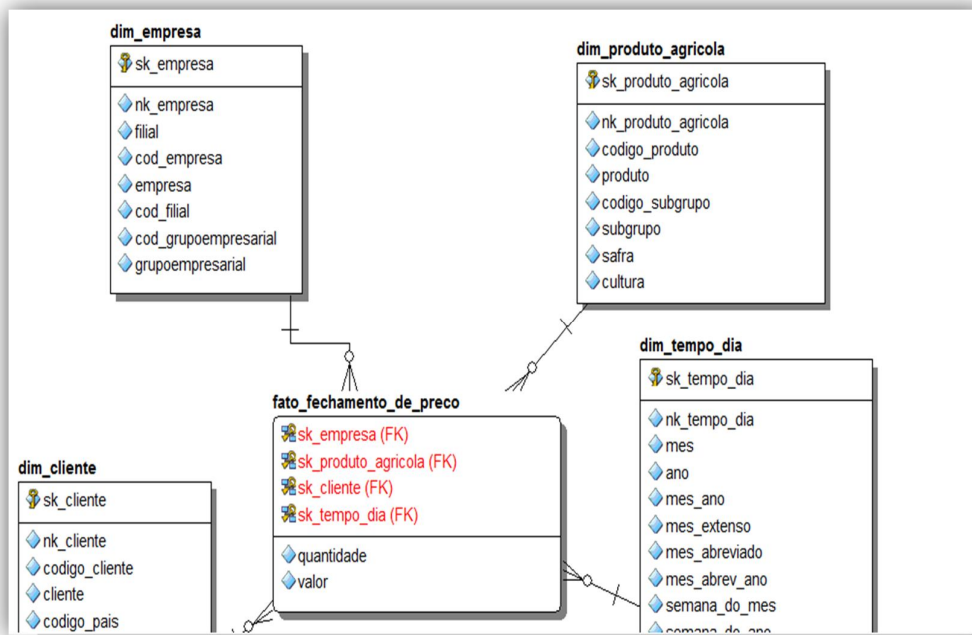 dim_empresa
sk_empresa
nk_empresa
filial
cod_empresa
empresa
cod_filial
cod_grupoempresarial
grupoempresarial
dim_produto_agricola
sk_produto_agricola
nk_produto_agricola
codigo_produto
produto
codigo_subgrupo
subgrupo
safra
cultura
dim_tempo_dia
sk_tempo_dia
nk_tempo_dia
mes
ano
mes_ano
mes_extenso
mes_abreviado
mes_abrev_ano
semana_do_mes
semana_do_ano
fato_fechamento_de_preco
sk_empresa (FK)
sk_produto_agricola (FK)
sk_cliente (FK)
sk_tempo_dia (FK)
quantidade
valor
dim_cliente
sk_cliente
nk_cliente
codigo_cliente
cliente
codigo_pais